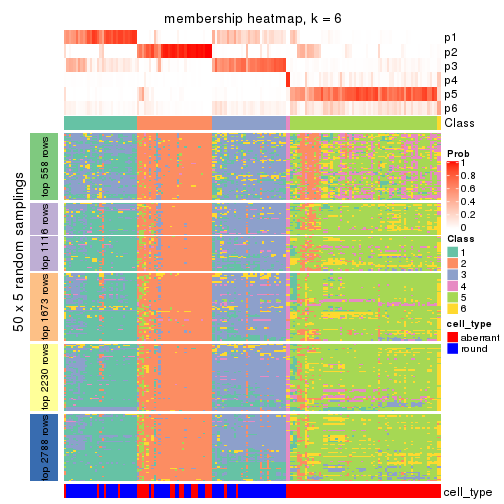 membership heatmap, k = 6
p1
p2
p3
p4
p5
p6
Class
50 x 5 random samplings
top 558 rows
top 1116 rows
top 1673 rows
top 2230 rows
top 2788 rows
cell_type
Prob
1
0.8
0.6
0.4
0.2
0
Class
1
2
3
4
5
6
cell_type
aberrant
round